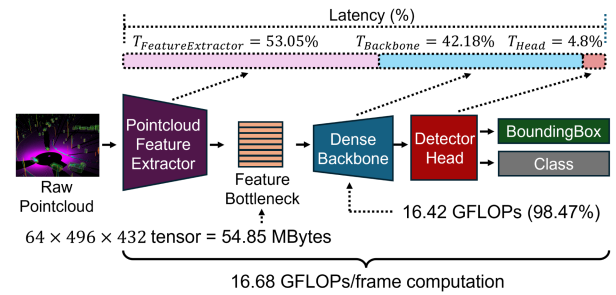 Latency (%)
T_FeatureExtractor = 53.05%
T_Backbone = 42.18%
T_Head = 4.8%
Raw
Pointcloud
Pointcloud
Feature
Extractor
Feature
Bottleneck
Dense
Backbone
Detector
Head
BoundingBox
Class
16.42 GFLOPs (98.47%)
64 × 496 × 432 tensor = 54.85 MBytes
16.68 GFLOPs/frame computation